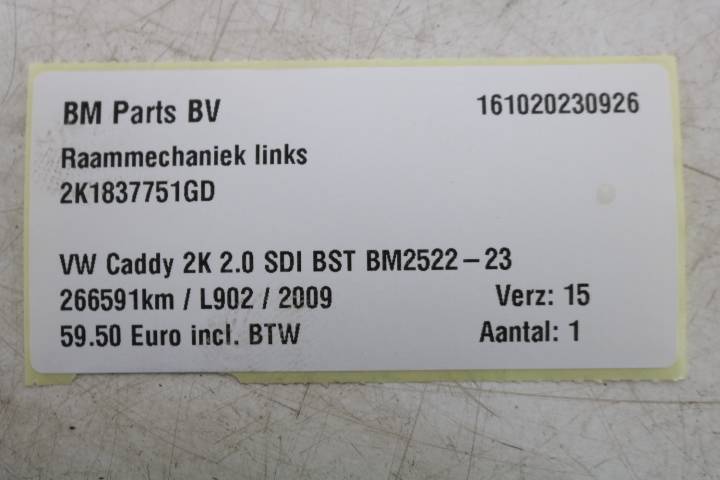 BM Parts BV 161020230926
Raammechaniek links
2K1837751GD
VW Caddy 2K 2.0 SDI BST BM2522-23
266591km / L902 / 2009 Verz: 15
59.50 Euro incl. BTW Aantal: 1